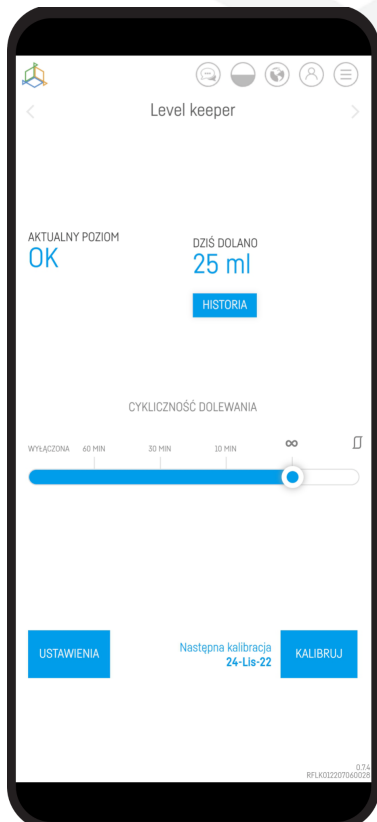 Level keeper
AKTUALNY POZIOM
OK
DZIŚ DOLANO
25 ml
HISTORIA
CYKLICZNOŚĆ DOLEWANIA
WYŁĄCZONA 60 MIN 30 MIN 10 MIN ∞
USTAWIENIA
Następna kalibracja
24-Lis-22
KALIBRUJ
0.7.4
RFLK012207060028